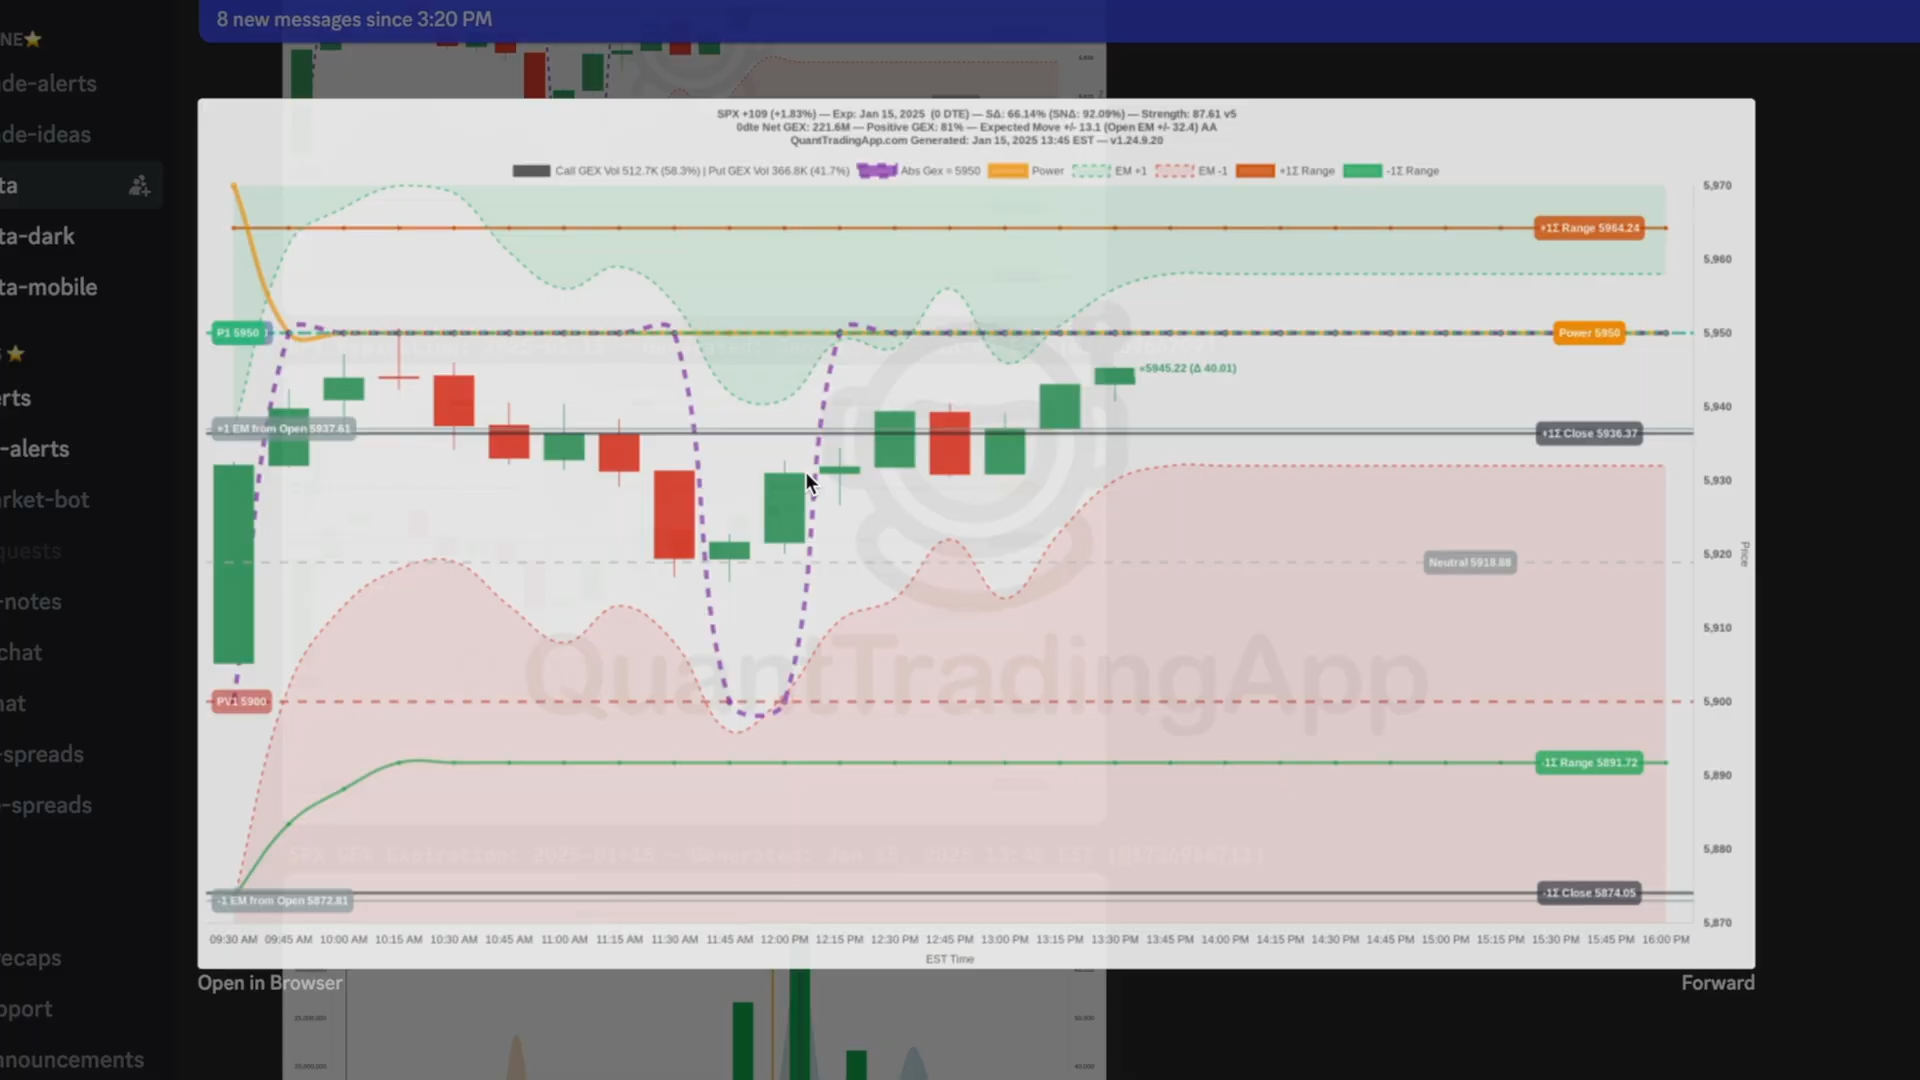 8 new messages since 3:20 PM
NE⭐
de-alerts
de-ideas
ta
ta-dark
ta-mobile
s⭐
rts
-alerts
rket-bot
quests
-notes
chat
hat
-spreads
-spreads
ecaps
pport
nnouncements
SPX +109 (+1.83%) — Exp: Jan 15, 2025 (0 DTE) — SΔ: 66.14% (SNΔ: 92.09%) — Strength: 87.61 v5
0dte Net GEX: 221.6M — Positive GEX: 81% — Expected Move +/- 13.1 (Open EM +/- 32.4) AA
QuantTradingApp.com Generated: Jan 15, 2025 13:45 EST — v1.24.9.20
Call GEX Vol 512.7K (58.3%) | Put GEX Vol 366.8K (41.7%) Abs Gex = 5950 Power EM +1 EM -1 +1Σ Range -1Σ Range
5,970
+1Σ Range 5964.24
5,960
P1 5950
Power 5950
5,950
≈5945.22 (Δ 40.01)
5,940
+1 EM from Open 5937.61
+1Σ Close 5936.37
5,930
5,920
Neutral 5918.88
Price
5,910
QuantTradingApp
PV1 5900
5,900
-1Σ Range 5891.72
5,890
5,880
-1 EM from Open 5872.81
-1Σ Close 5874.05
5,870
09:30 AM 09:45 AM 10:00 AM 10:15 AM 10:30 AM 10:45 AM 11:00 AM 11:15 AM 11:30 AM 11:45 AM 12:00 PM 12:15 PM 12:30 PM 12:45 PM 13:00 PM 13:15 PM 13:30 PM 13:45 PM 14:00 PM 14:15 PM 14:30 PM 14:45 PM 15:00 PM 15:15 PM 15:30 PM 15:45 PM 16:00 PM
EST Time
Open in Browser
Forward